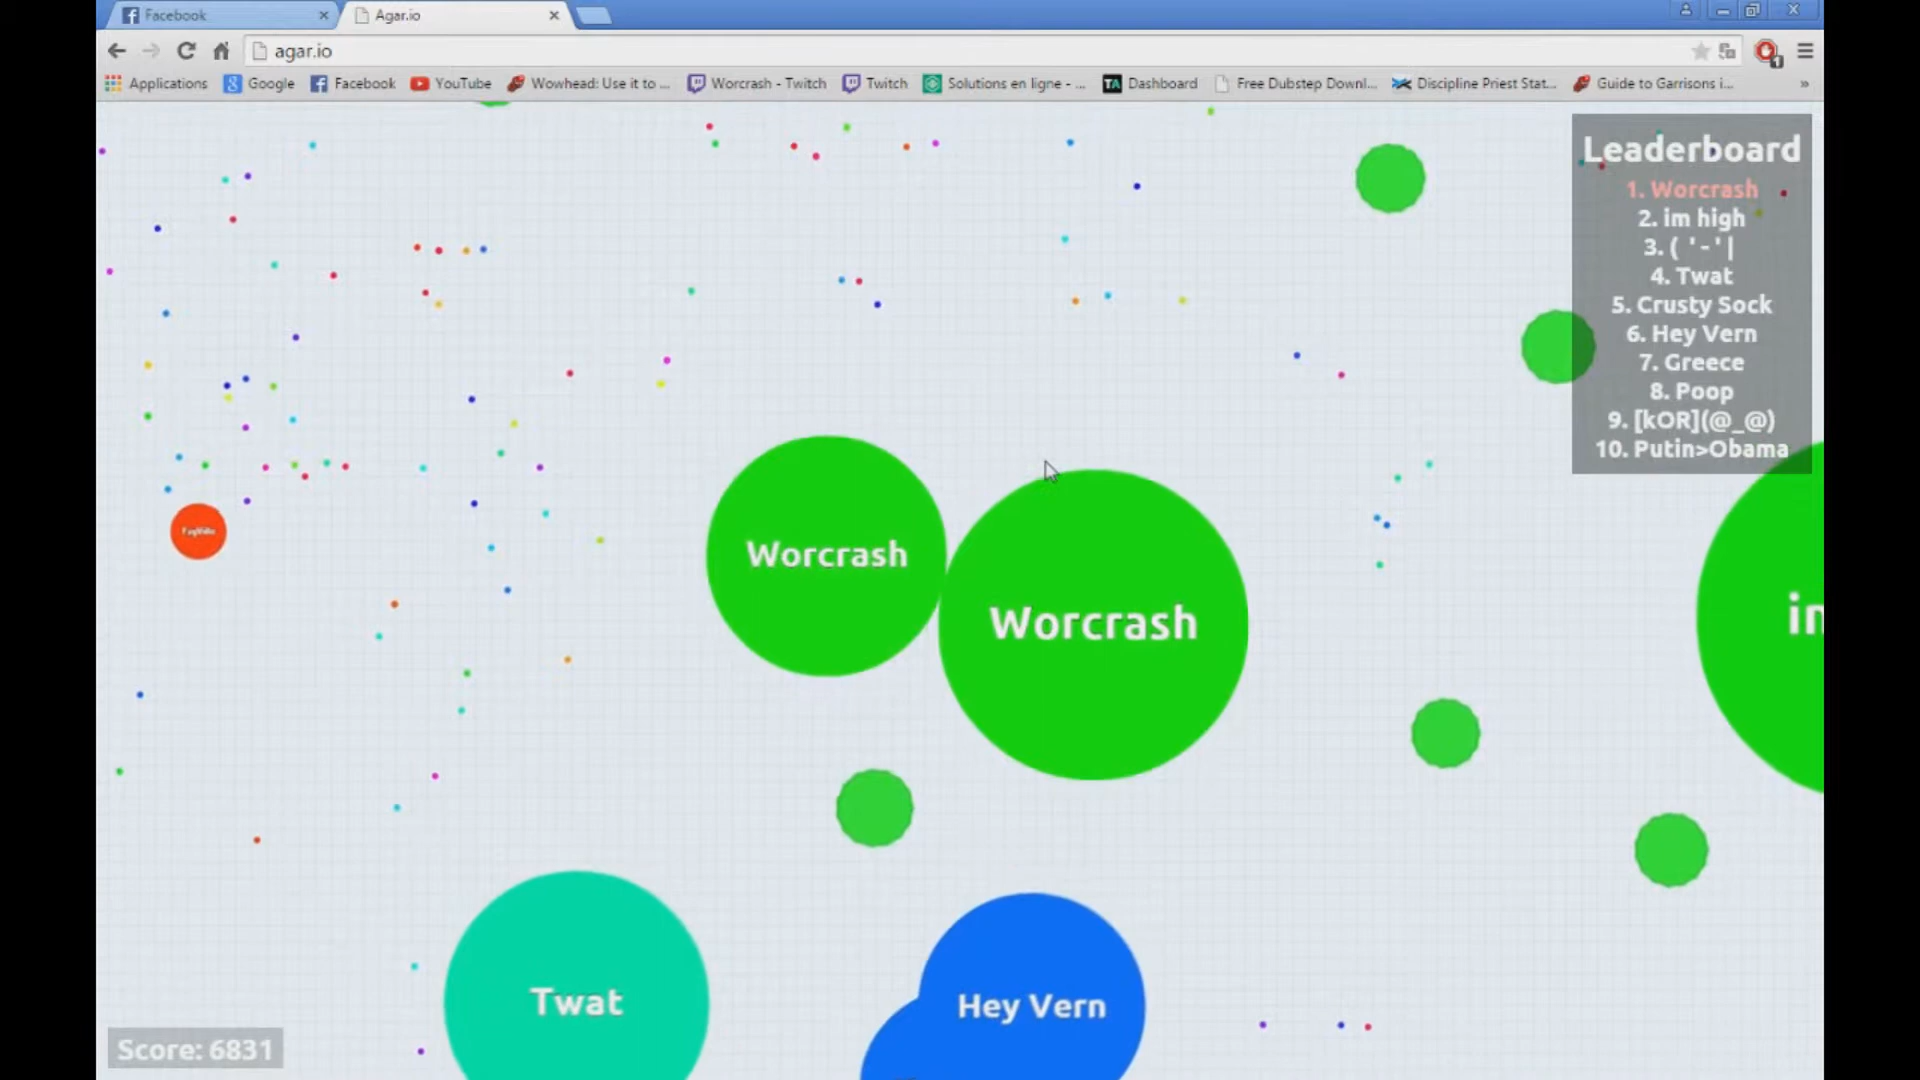 Facebook
Agar.io
agar.io
Applications
Google
Facebook
YouTube
Wowhead: Use it to ...
Worcrash - Twitch
Twitch
Solutions en ligne - ...
TA Dashboard
Free Dubstep Downl...
Discipline Priest Stat...
Guide to Garrisons i...
»
Leaderboard
1. Worcrash
2. im high
3. ( '-'|
4. Twat
5. Crusty Sock
6. Hey Vern
7. Greece
8. Poop
9. [kOR](@_@)
10. Putin>Obama
Worcrash
Worcrash
in
Twat
Hey Vern
Score: 6831